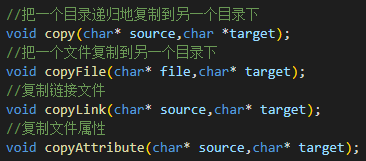 //把一个目录递归地复制到另一个目录下
void copy(char* source,char *target);
//把一个文件复制到另一个目录下
void copyFile(char* file,char* target);
//复制链接文件
void copyLink(char* source,char* target);
//复制文件属性
void copyAttribute(char* source,char* target);